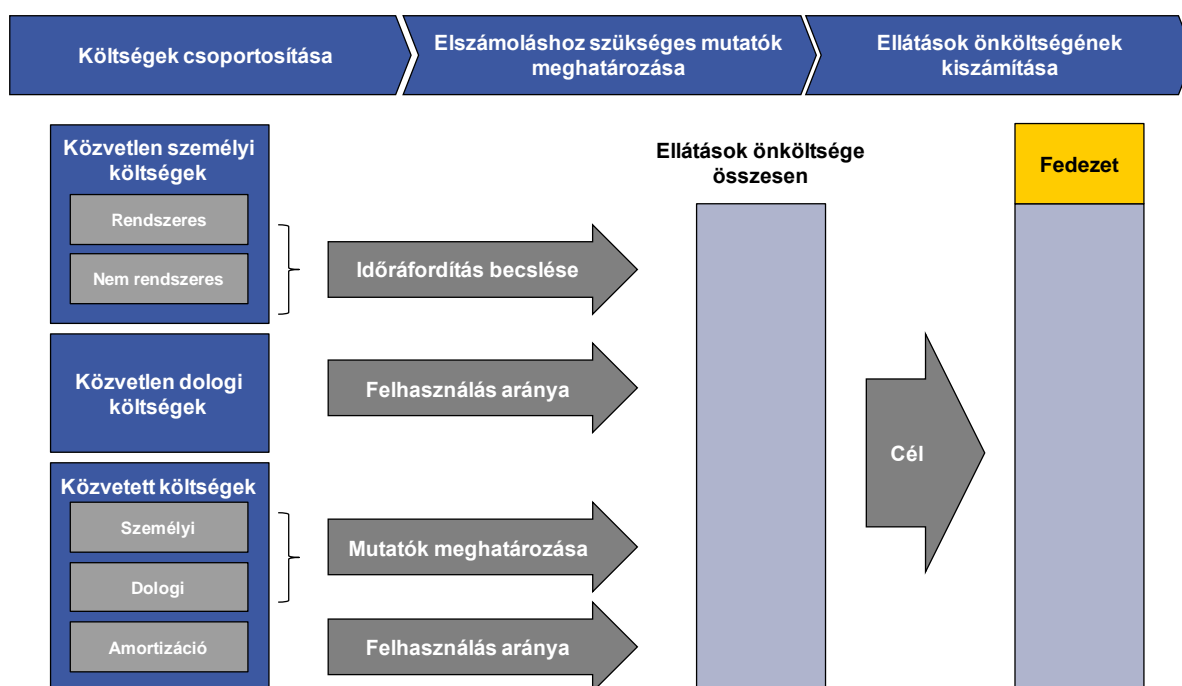 Költségek csoportosítása
Elszámoláshoz szükséges mutatók
meghatározása
Ellátások önköltségének
kiszámítása
Közvetlen személyi
költségek
Rendszeres
Nem rendszeres
Időráfordítás becslése
Ellátások önköltsége
összesen
Fedezet
Közvetlen dologi
költségek
Felhasználás aránya
Cél
Közvetett költségek
Személyi
Dologi
Amortizáció
Mutatók meghatározása
Felhasználás aránya